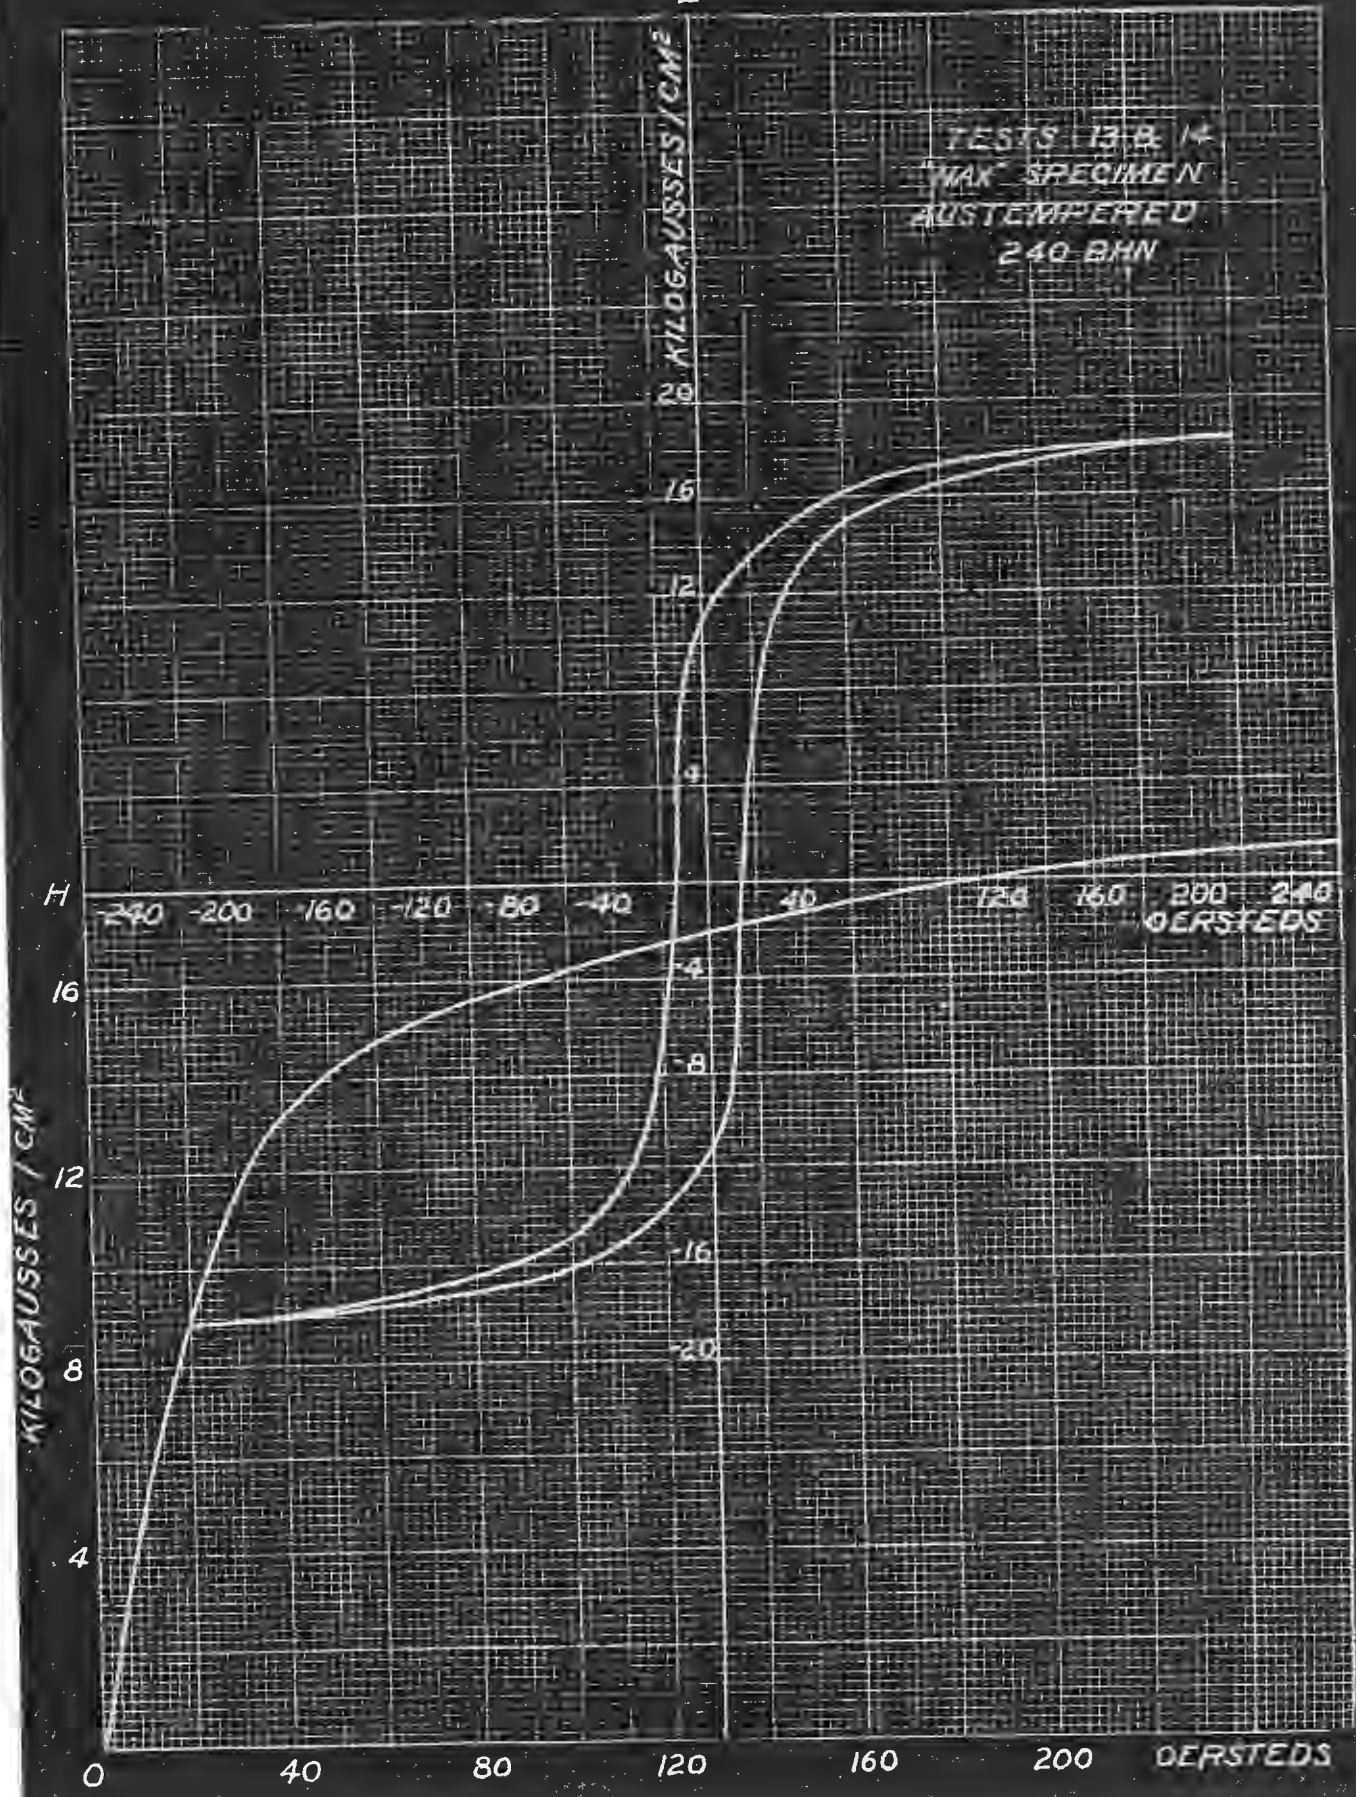 KILOGAUSSES/CM²
TESTS 13 & 14
"MAX" SPECIMEN
AUSTEMPERED
240 BHN
20
16
12
4
H
-240 -200 -160 -120 -80 -40 40 120 160 200 240
OERSTEDS
-4
-8
-16
-20
KILOGAUSSES/CM²
16
12
8
4
0 40 80 120 160 200 OERSTEDS